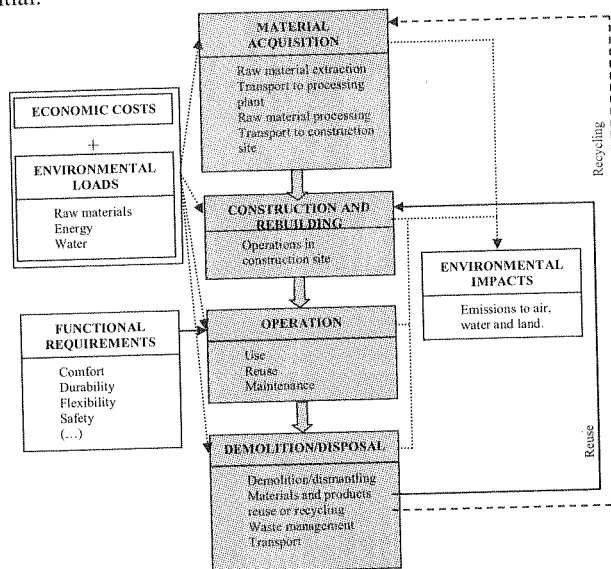 ntial.
MATERIAL
ACQUISITION
Raw material extraction
Transport to processing
plant
Raw material processing
Transport to construction
site
ECONOMIC COSTS
+
ENVIRONMENTAL
LOADS
Raw materials
Energy
Water
CONSTRUCTION AND
REBUILDING
Operations in
construction site
ENVIRONMENTAL
IMPACTS
Emissions to air,
water and land.
FUNCTIONAL
REQUIREMENTS
Comfort
Durability
Flexibility
Safety
(...)
OPERATION
Use
Reuse
Maintenance
DEMOLITION/DISPOSAL
Demolition/dismantling
Materials and products
reuse or recycling
Waste management
Transport
Recycling
Reuse